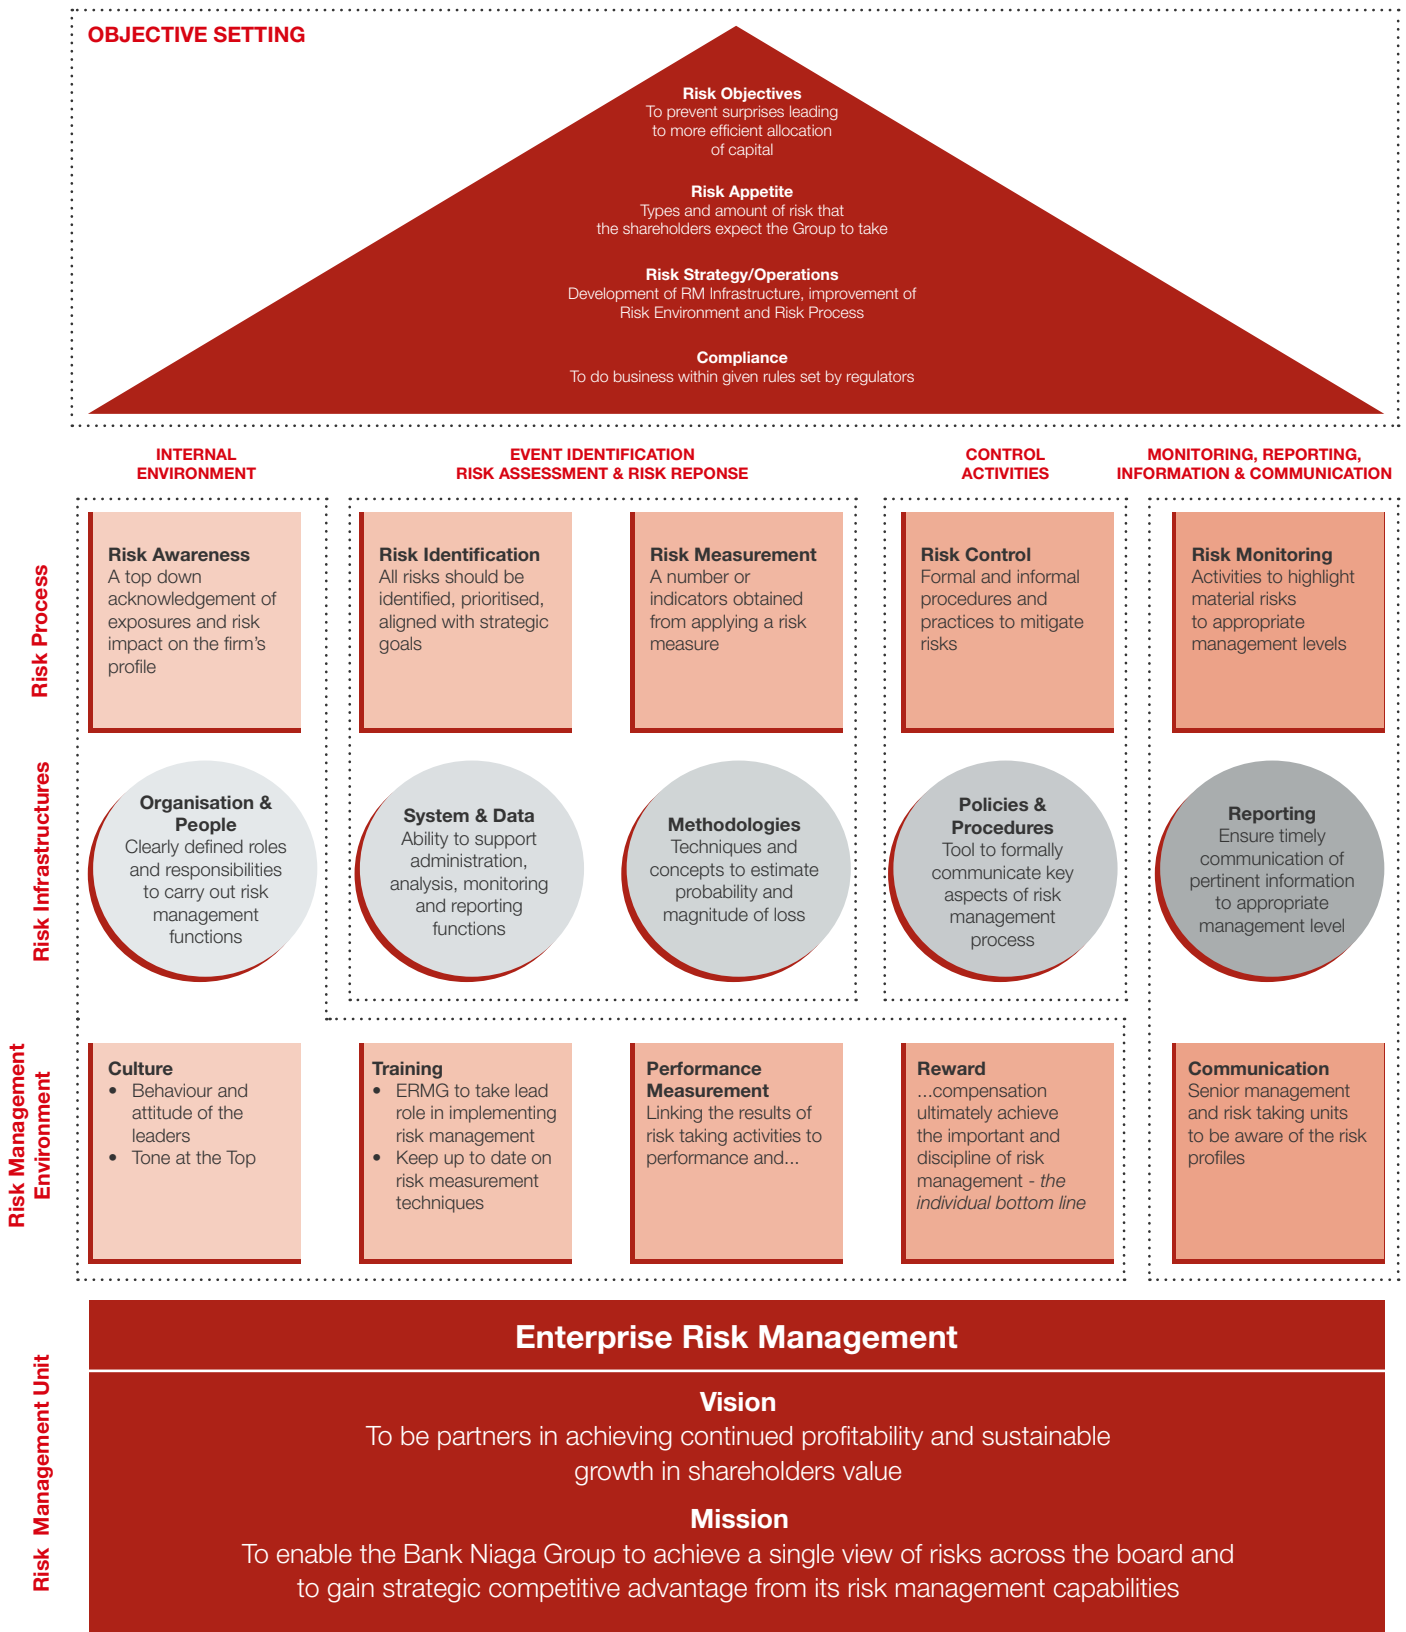 OBJECTIVE SETTING
Risk Objectives
To prevent surprises leading
to more efficient allocation
of capital
Risk Appetite
Types and amount of risk that
the shareholders expect the Group to take
Risk Strategy/Operations
Development of RM Infrastructure, improvement of
Risk Environment and Risk Process
Compliance
To do business within given rules set by regulators
INTERNAL
ENVIRONMENT
EVENT IDENTIFICATION
RISK ASSESSMENT & RISK REPONSE
CONTROL
ACTIVITIES
MONITORING, REPORTING,
INFORMATION & COMMUNICATION
Risk Process
Risk Awareness
A top down
acknowledgement of
exposures and risk
impact on the firm's
profile
Risk Identification
All risks should be
identified, prioritised,
aligned with strategic
goals
Risk Measurement
A number or
indicators obtained
from applying a risk
measure
Risk Control
Formal and informal
procedures and
practices to mitigate
risks
Risk Monitoring
Activities to highlight
material risks
to appropriate
management levels
Risk Infrastructures
Organisation &
People
Clearly defined roles
and responsibilities
to carry out risk
management
functions
System & Data
Ability to support
administration,
analysis, monitoring
and reporting
functions
Methodologies
Techniques and
concepts to estimate
probability and
magnitude of loss
Policies &
Procedures
Tool to formally
communicate key
aspects of risk
management
process
Reporting
Ensure timely
communication of
pertinent information
to appropriate
management level
Risk Management
Environment
Culture
• Behaviour and
attitude of the
leaders
• Tone at the Top
Training
• ERMG to take lead
role in implementing
risk management
• Keep up to date on
risk measurement
techniques
Performance
Measurement
Linking the results of
risk taking activities to
performance and...
Reward
...compensation
ultimately achieve
the important and
discipline of risk
management - the
individual bottom line
Communication
Senior management
and risk taking units
to be aware of the risk
profiles
Risk Management Unit
Enterprise Risk Management
Vision
To be partners in achieving continued profitability and sustainable
growth in shareholders value
Mission
To enable the Bank Niaga Group to achieve a single view of risks across the board and
to gain strategic competitive advantage from its risk management capabilities